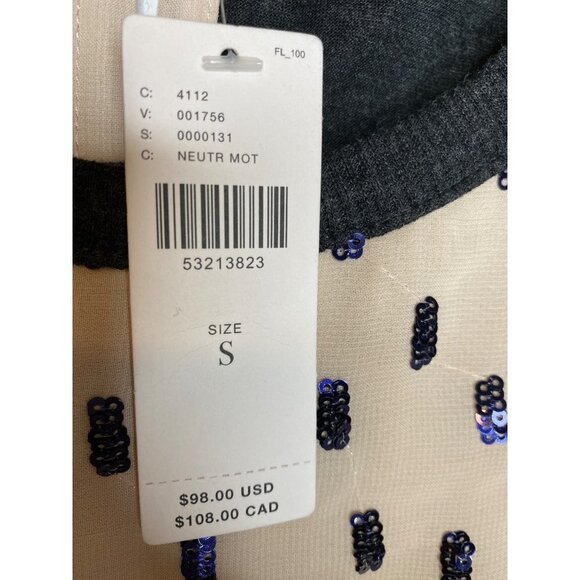 FL_100
C: 4112
V: 001756
S: 0000131
C: NEUTR MOT
53213823
SIZE
S
$98.00 USD
$108.00 CAD